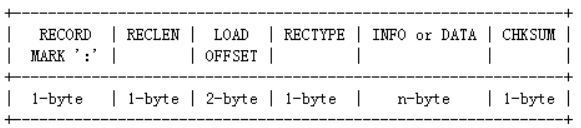 +---------------------------------------------------------------------+
| RECORD | RECLEN | LOAD | RECTYPE | INFO or DATA | CHKSUM |
| MARK ':' | | OFFSET | | | |
+---------------------------------------------------------------------+
| 1-byte | 1-byte | 2-byte | 1-byte | n-byte | 1-byte |
+---------------------------------------------------------------------+